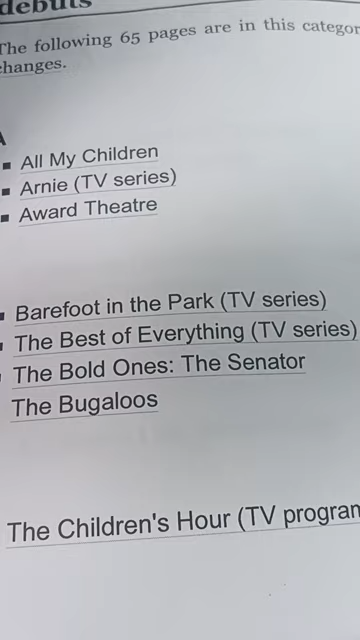 debuts
The following 65 pages are in this categor
changes.
A
All My Children
Arnie (TV series)
Award Theatre
Barefoot in the Park (TV series)
The Best of Everything (TV series)
The Bold Ones: The Senator
The Bugaloos
The Children's Hour (TV program